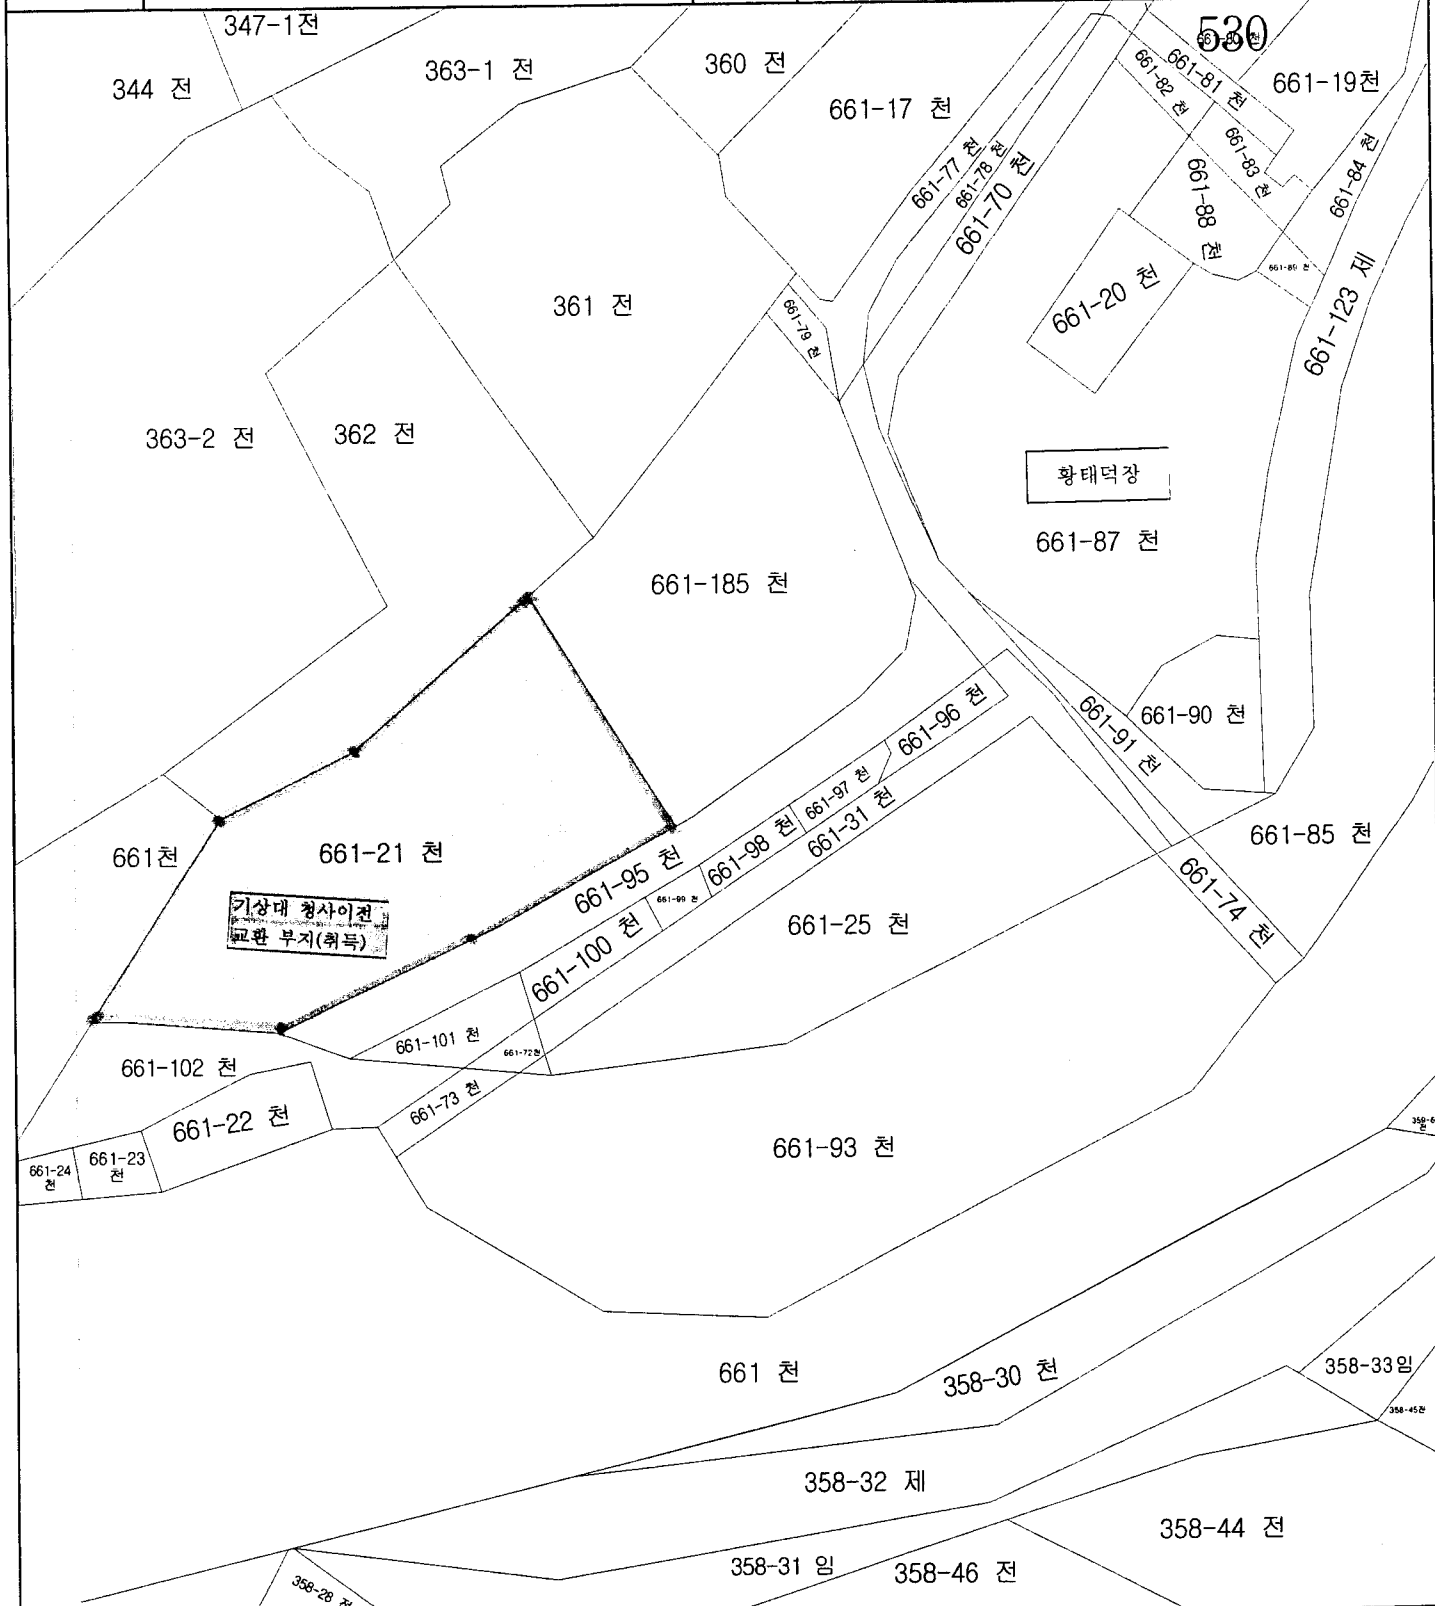 347-1전
530
344 전
363-1 전
360 전
661-17 천
661-82 천
661-81 천
661-19천
661-77 천
661-78 천
661-70 천
661-83 천
661-88 천
661-84 천
661-89 천
661-20 천
661-123 제
361 전
661-79 천
363-2 전
362 전
황태덕장
661-87 천
661-185 천
661-96 천
661-91 천
661-90 천
661-97 천
661-31 천
661-98 천
661-85 천
661천
661-21 천
661-95 천
661-99 천
661-74 천
기상대 청사이전
교환 부지(취득)
661-100 천
661-25 천
661-101 천
661-72천
661-102 천
661-73 천
661-22 천
661-93 천
661-24
천
661-23
천
661 천
358-30 천
358-33임
358-45전
358-32 제
358-44 전
358-31 임
358-46 전
358-28 전